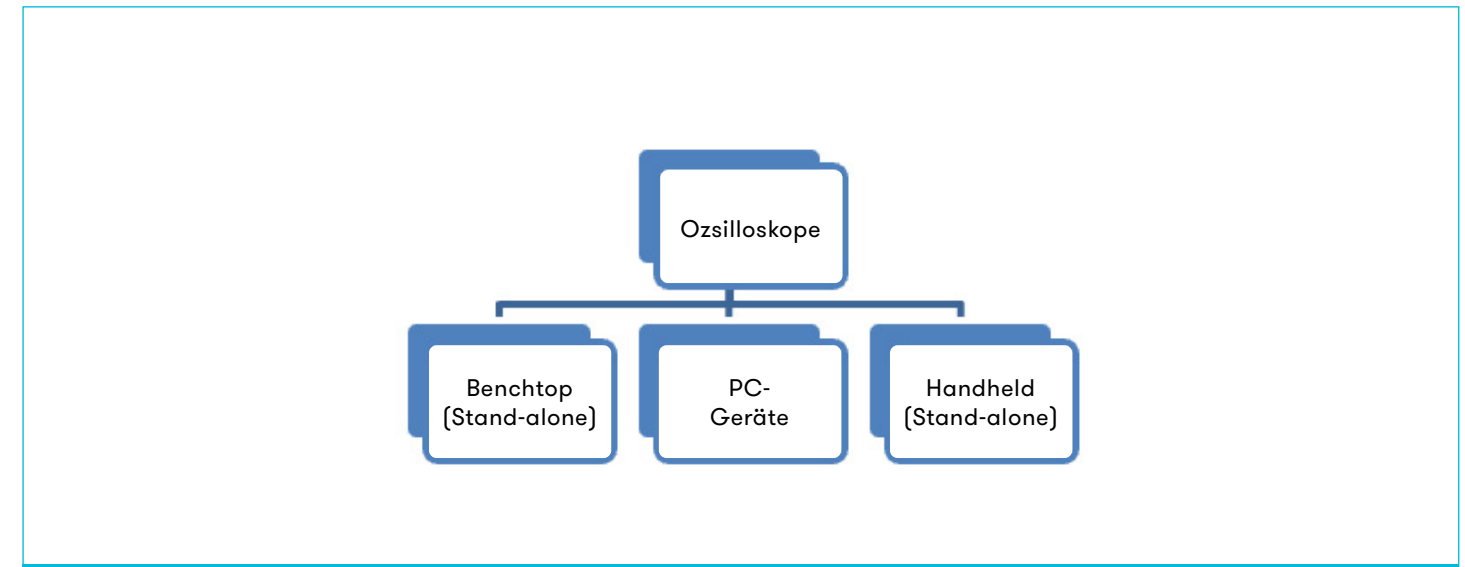 Ozsilloskope
Benchtop
(Stand-alone)
PC-
Geräte
Handheld
(Stand-alone)